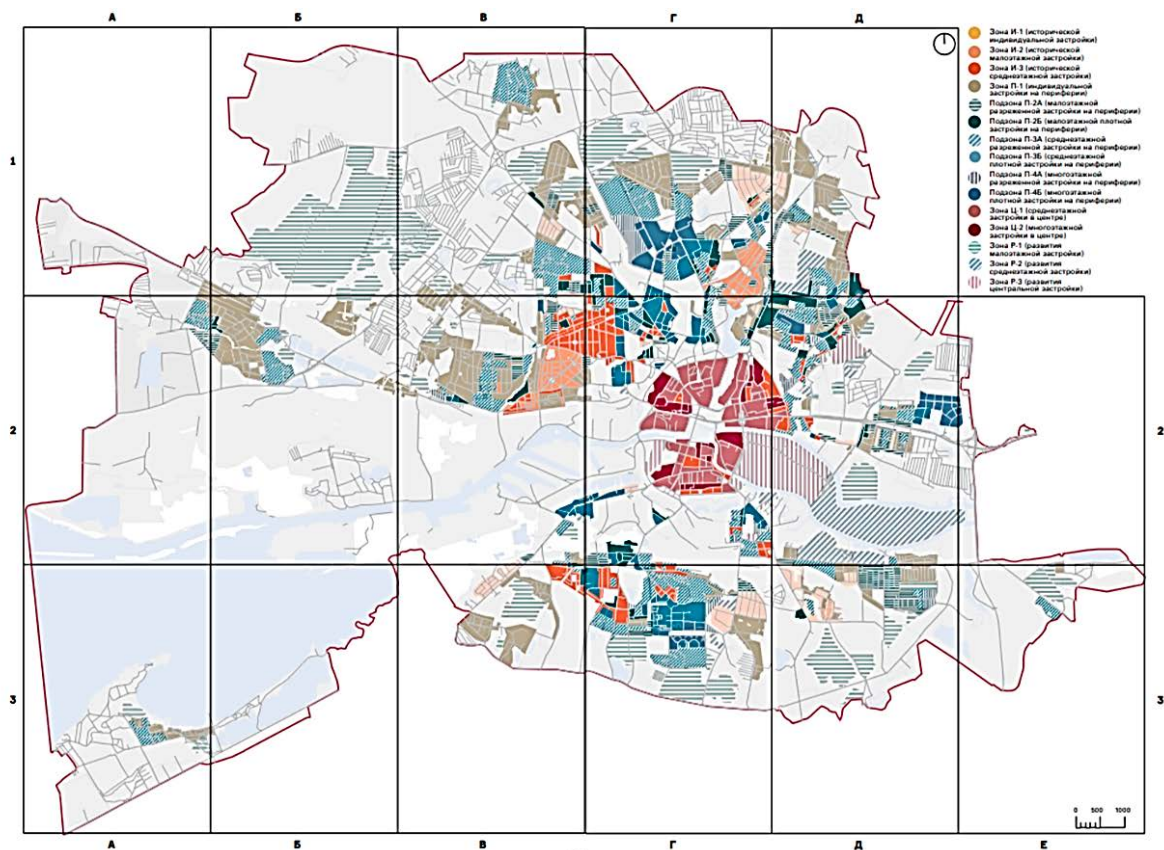 А Б В Г Д
Зона И-1 (исторической
индивидуальной застройки)
Зона И-2 (исторической
малоэтажной застройки)
Зона И-3 (исторической
среднеэтажной застройки)
Зона П-1 (индивидуальной
застройки на периферии)
Подзона П-2А (малоэтажной
разреженной застройки на периферии)
Подзона П-2Б (малоэтажной плотной
застройки на периферии)
Подзона П-3А (среднеэтажной
разреженной застройки на периферии)
Подзона П-3Б (среднеэтажной
плотной застройки на периферии)
Подзона П-4А (многоэтажной
разреженной застройки на периферии)
Подзона П-4Б (многоэтажной
плотной застройки на периферии)
Зона Ц-1 (среднеэтажной
застройки в центре)
Зона Ц-2 (многоэтажной
застройки в центре)
Зона Р-1 (развития
малоэтажной застройки)
Зона Р-2 (развития
среднеэтажной застройки)
Зона Р-3 (развития
центральной застройки)
1
2 2
3 3
0 500 1000
А Б В Г Д Е